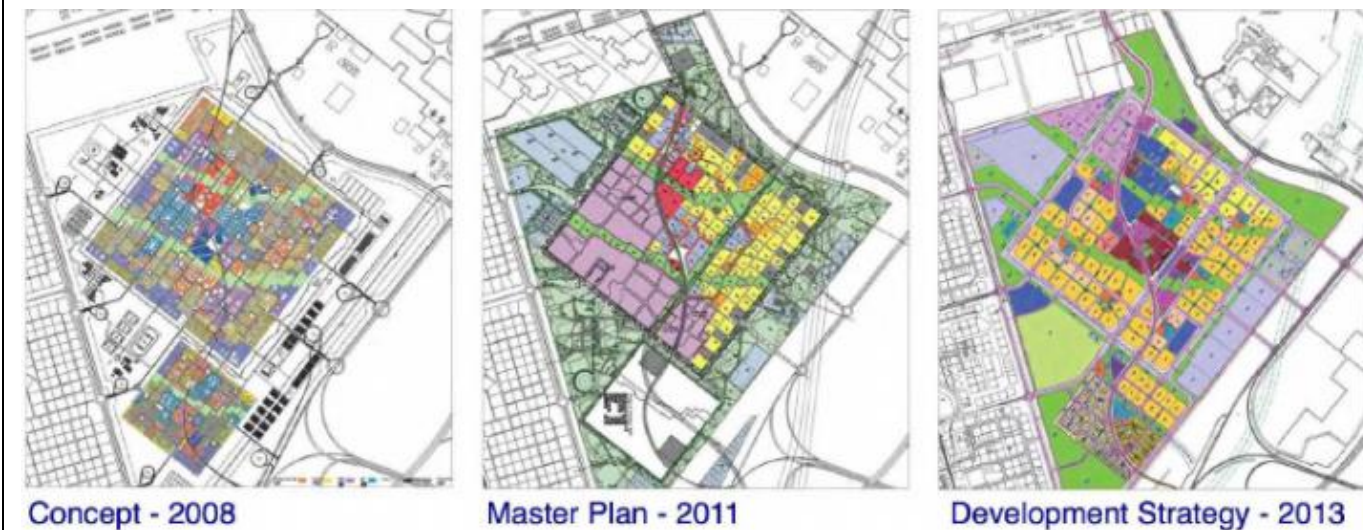 Concept - 2008
Master Plan - 2011
Development Strategy - 2013